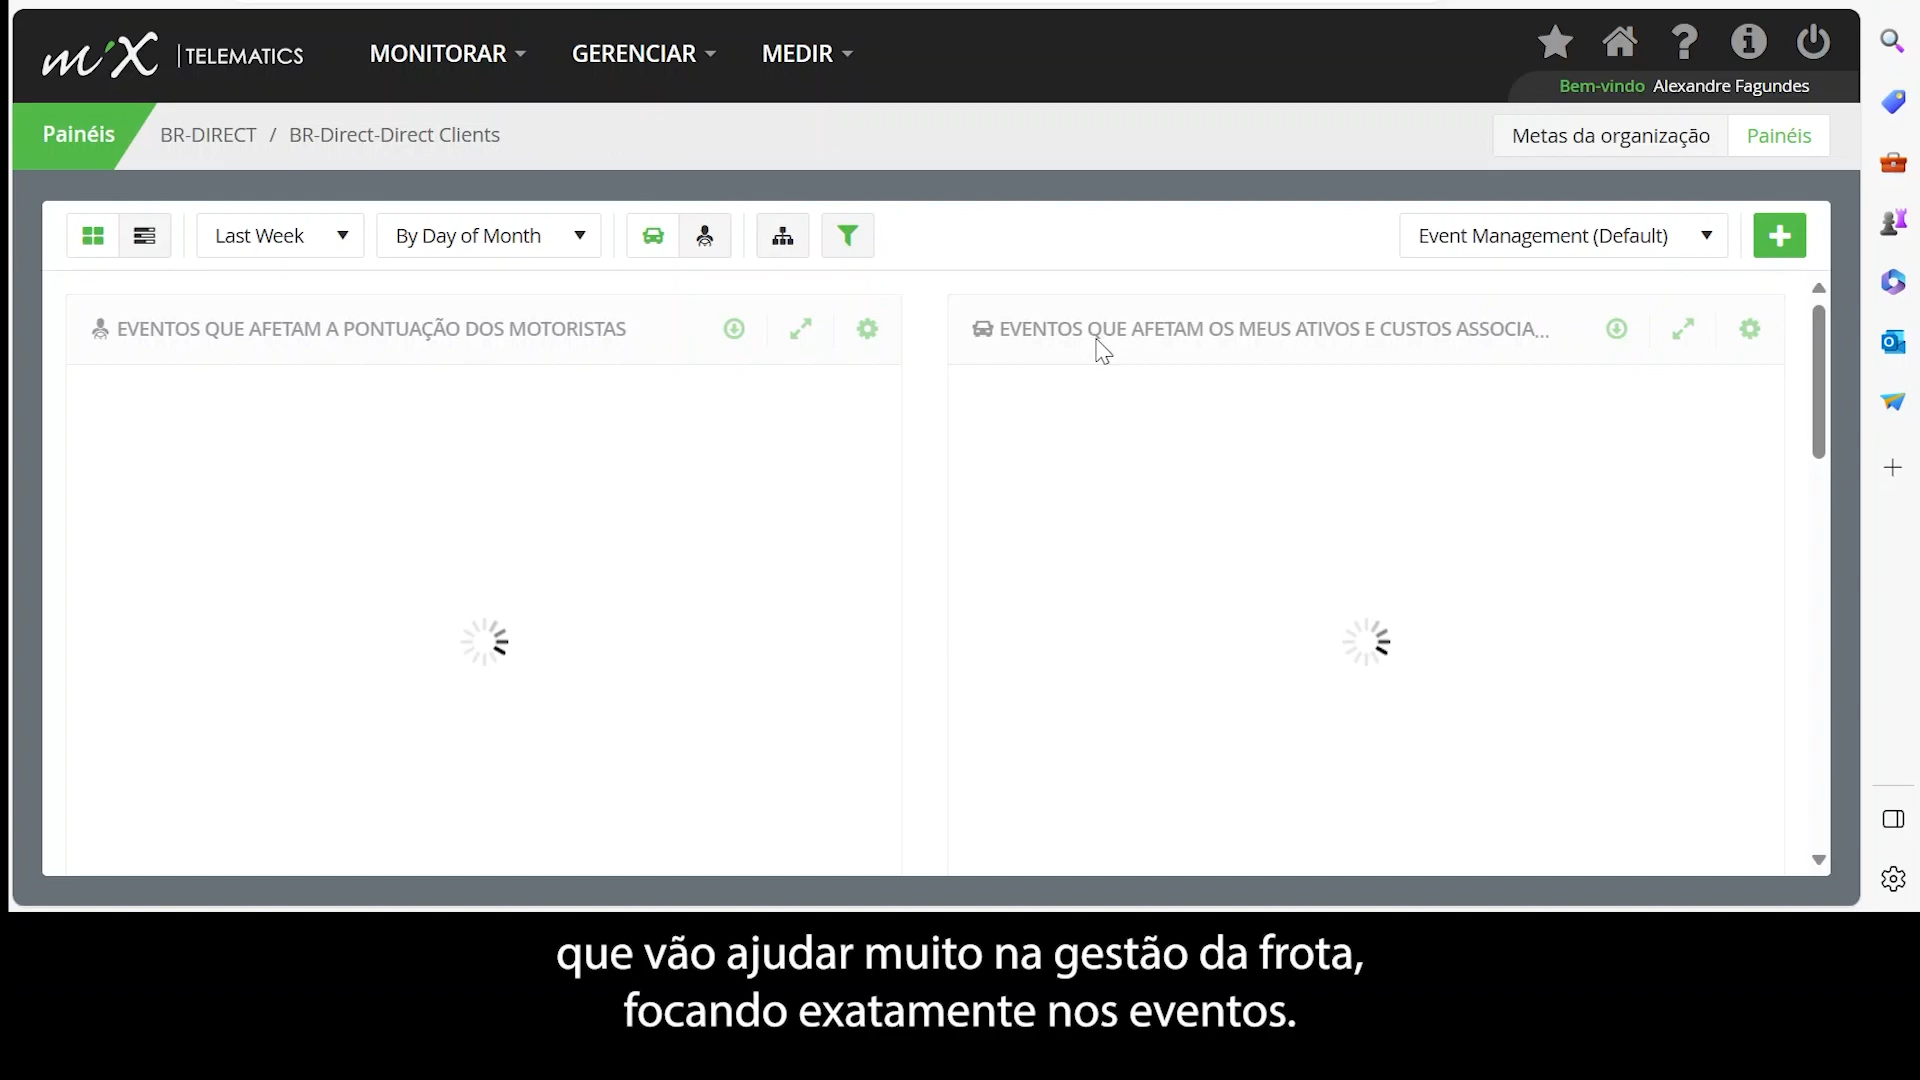 mix | TELEMATICS
MONITORAR
GERENCIAR
MEDIR
Bem-vindo Alexandre Fagundes
Painéis
BR-DIRECT / BR-Direct-Direct Clients
Metas da organização
Painéis
Last Week
By Day of Month
Event Management (Default)
EVENTOS QUE AFETAM A PONTUAÇÃO DOS MOTORISTAS
EVENTOS QUE AFETAM OS MEUS ATIVOS E CUSTOS ASSOCIA...
que vão ajudar muito na gestão da frota,
focando exatamente nos eventos.